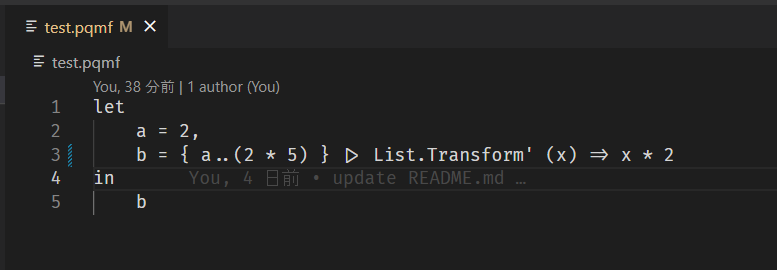 test.pqmf M ×
test.pqmf
You, 38 分前 | 1 author (You)
1 let
2 a = 2,
3 b = { a..(2 * 5) } |> List.Transform' (x) => x * 2
4 in You, 4 日前 • update README.md …
5 b